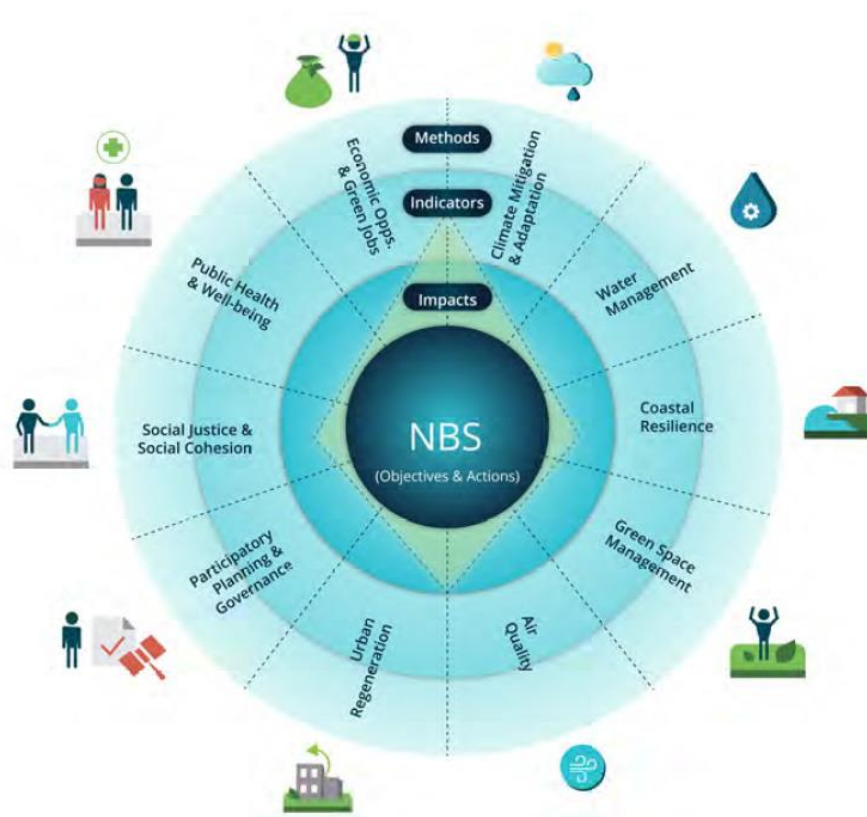 Methods
Indicators
Impacts
NBS
(Objectives & Actions)
Climate Mitigation
& Adaptation
Water
Management
Coastal
Resilience
Green Space
Management
Air
Quality
Urban
Regeneration
Participatory
Planning &
Governance
Social Justice &
Social Cohesion
Public Health
& Well-being
Economic Opps.
& Green Jobs